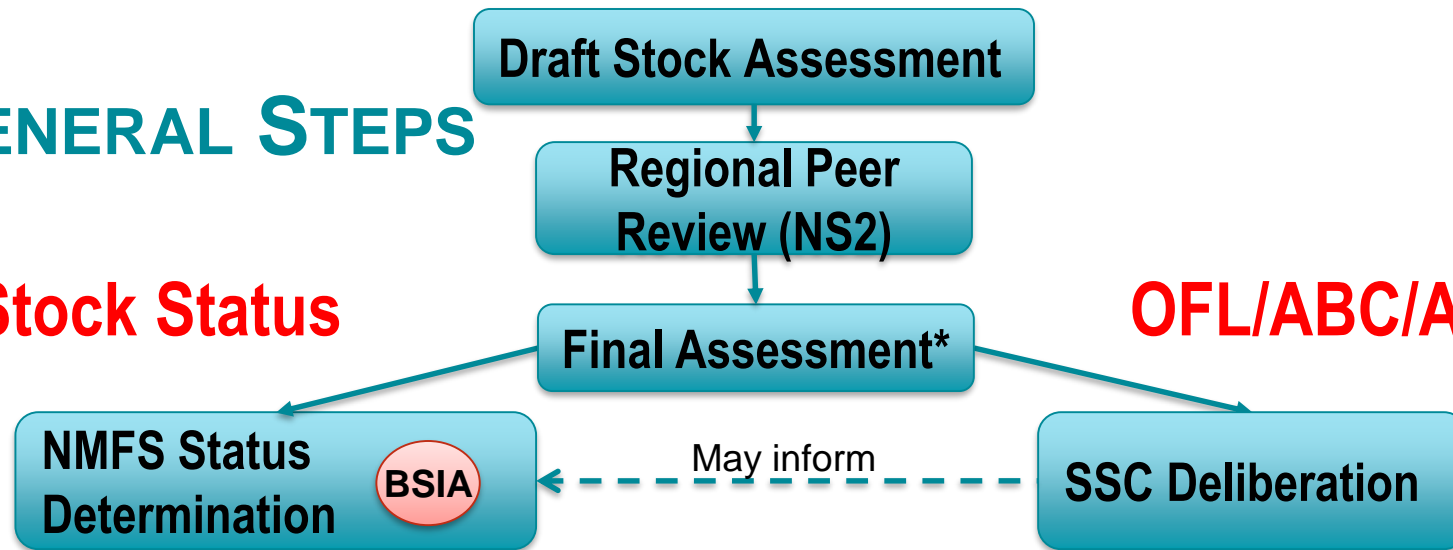 Draft Stock Assessment
ENERAL STEPS
Regional Peer
Review (NS2)
Stock Status
OFL/ABC/A
Final Assessment*
NMFS Status
Determination
BSIA
May inform
SSC Deliberation